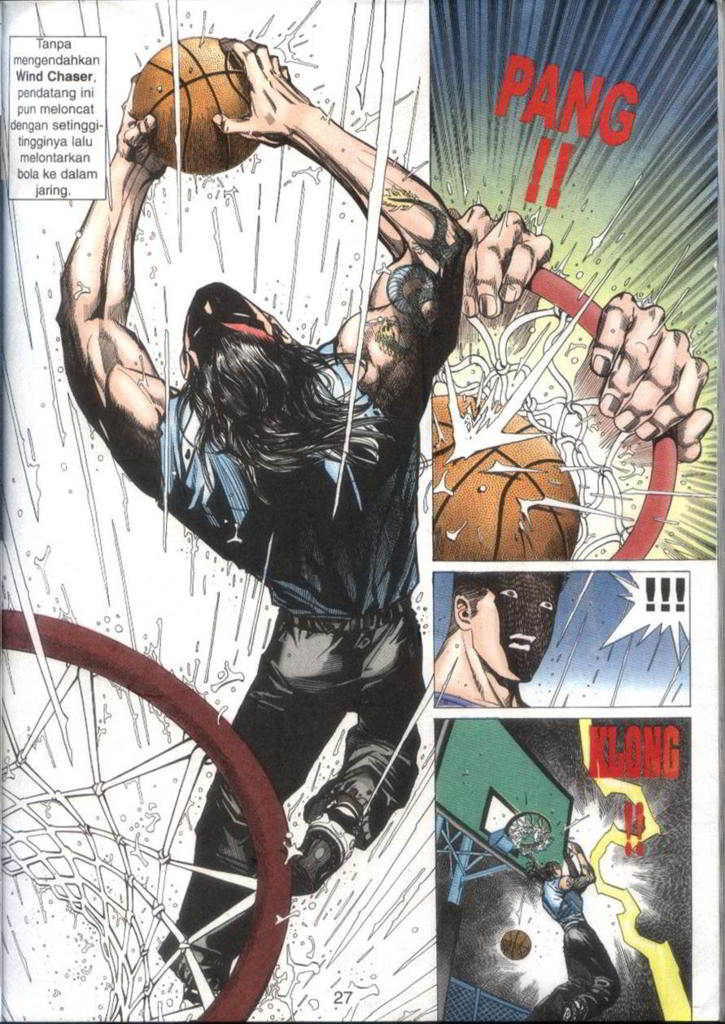 Tanpa
mengendahkan
Wind Chaser,
pendatang ini
pun meloncat
dengan setinggi-
tingginya lalu
melontarkan
bola ke dalam
jaring.
PANG
!!
!!!
KLONG
!!
27